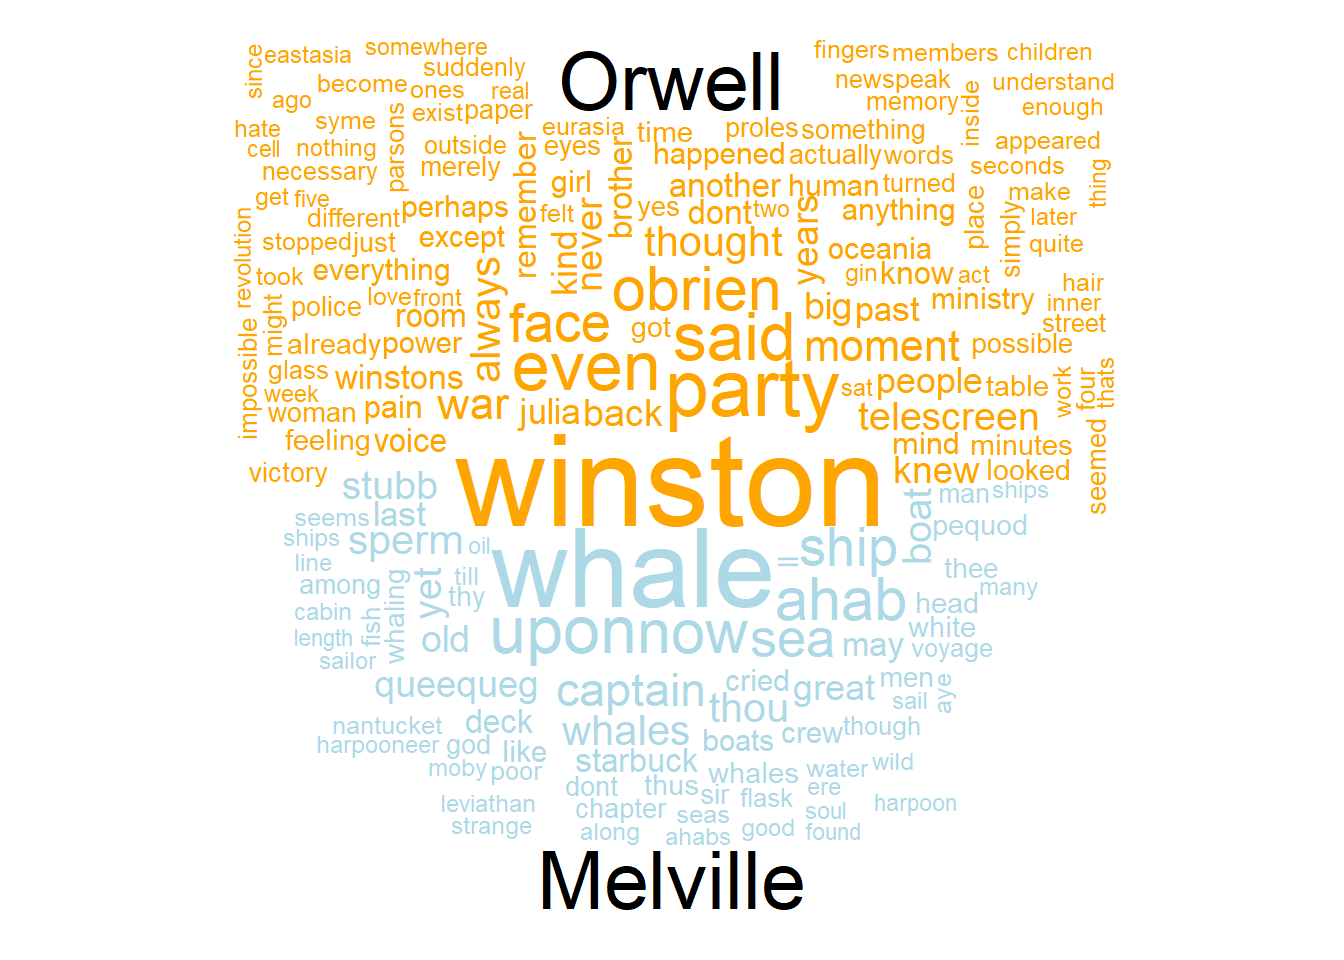 Orwell
since eastasia somewhere suddenly fingers members children
ago become ones real newspeak understand
memory enough
hate syme parsons exist paper eurasia time proles something inside appeared
cell nothing outside remember eyes brother happened actually words seconds
necessary merely girl another human turned place make thing
get five different perhaps felt never yes dont two years anything simply later
revolution stopped just except kind thought oceania quite
took everything always obrien gin know act hair
might police love front face big past ministry inner
impossible room got said moment street
already power even possible
glass winstons party sat people table work four thats
week woman pain war julia back telescreen
feeling voice mind minutes seemed
victory winston knew looked
stubb boat man ships
seems last pequod
ships sperm oil whale = ship
line among yet till thee many
cabin fish whaling thy ahab head
length old upon now sea may white
sailor voyage
queequeg captain cried great men aye
thou sail
nantucket deck whales boats crew though
harpooneer god like starbuck
moby poor whales water wild
dont thus sir flask ere
leviathan chapter seas soul harpoon
strange along ahabs good found
Melville